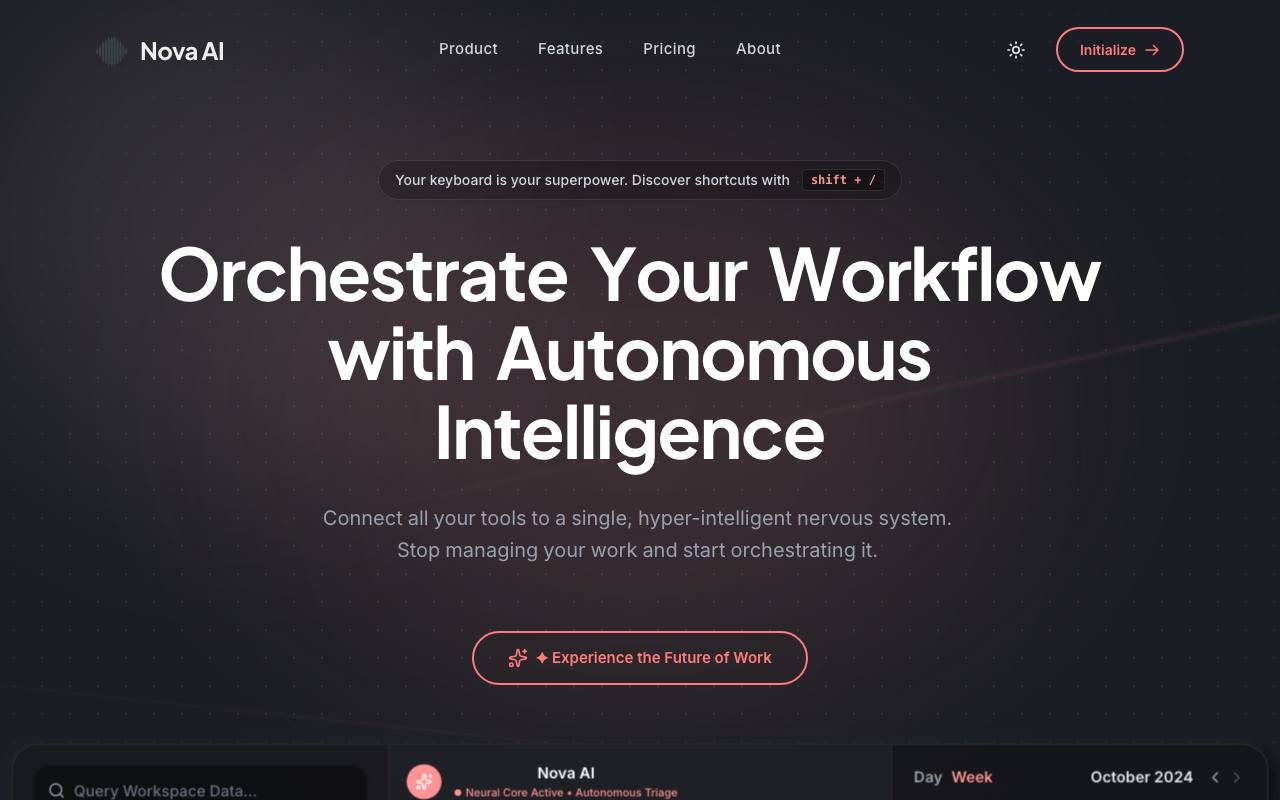 Nova AI
Product
Features
Pricing
About
Initialize →
Your keyboard is your superpower. Discover shortcuts with shift + /
Orchestrate Your Workflow
with Autonomous
Intelligence
Connect all your tools to a single, hyper-intelligent nervous system.
Stop managing your work and start orchestrating it.
✦ Experience the Future of Work
Query Workspace Data...
Nova AI
Neural Core Active • Autonomous Triage
Day Week
October 2024